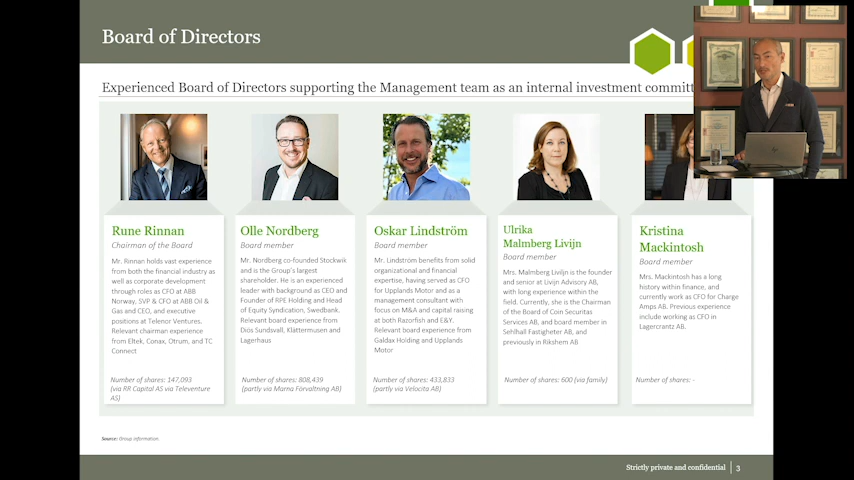 Board of Directors
Experienced Board of Directors supporting the Management team as an internal investment
Rune Rinnan
Chairman of the Board
Mr. Rinnan holds vast experience
from both the financial industry as
well as corporate development
through roles as CFO at ABB
Norway, SVP & CFO at ABB Oil &
Gas and CEO, and executive
positions at Telenor Ventures.
Relevant chairman experience
from Eltek, Conax, Otrum, and TC
Connect
Number of shares: 147,093
(via RR Capital AS via Televenture
AS)
Olle Nordberg
Board member
Mr. Nordberg co-founded Stockwik
and is the Group's largest
shareholder. He is an experienced
leader with background as CEO and
Founder of RPE Holding and Head
of Equity Syndication, Swedbank.
Relevant board experience from
Diös Sundsvall, Klättermusen and
Lagerhaus
Number of shares: 808,439
(partly via Marna Förvaltning AB)
Oskar Lindström
Board member
Mr. Lindström benefits from solid
organizational and financial
expertise, having served as CFO
for Upplands Motor and as a
management consultant with
focus on M&A and capital raising
at both Razorfish and E&Y.
Relevant board experience from
Galdax Holding and Upplands
Motor
Number of shares: 433,833
(partly via Velocita AB)
Ulrika
Malmberg Livijn
Board member
Mrs. Malmberg Livijn is the founder
and senior at Livijn Advisory AB,
with long experience within the
field. Currently, she is the Chairman
of the Board of Coin Securitas
Services AB, and board member in
Sehlhall Fastigheter AB, and
previously in Rikshem AB
Number of shares: 600 (via family)
Kristina
Mackintosh
Board member
Mrs. Mackintosh has a long
history within finance, and
currently work as CFO for Charge
Amps AB. Previous experience
include working as CFO in
Lagercrantz AB.
Number of shares: -
Source: Group information.
Strictly private and confidential 3